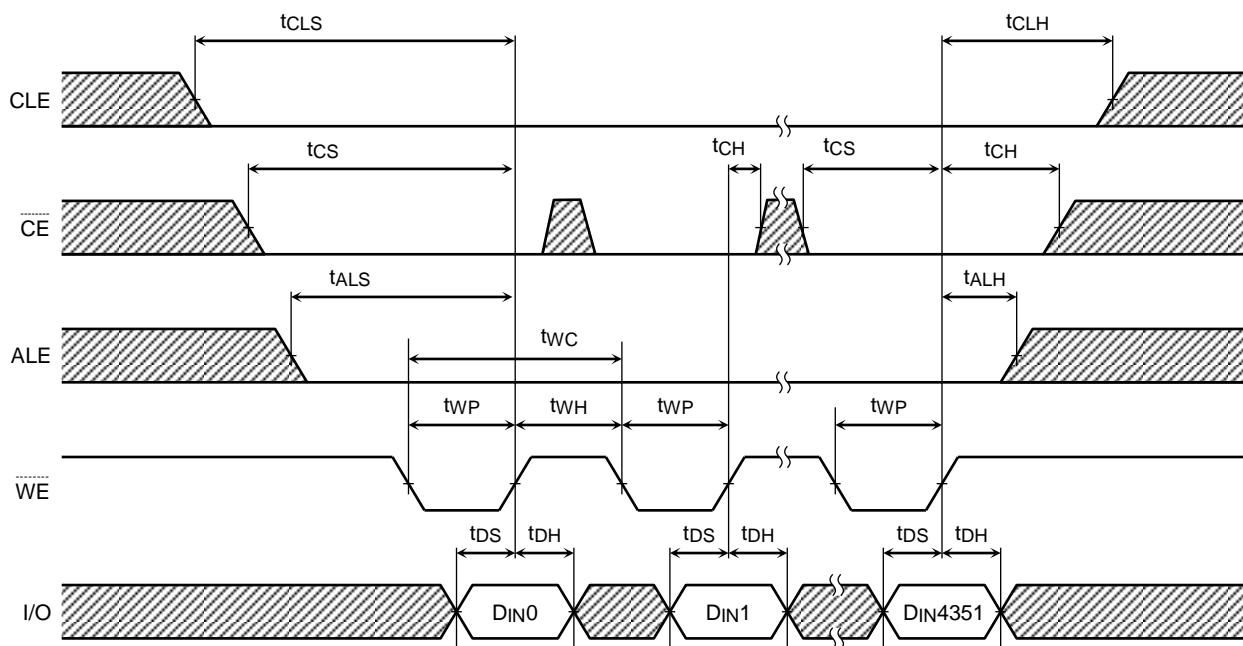 tCLS tCLH
CLE
tCS tCH tCS tCH
CE
tALS tALH
ALE
tWC
tWP tWH tWP tWP
WE
tDS tDH tDS tDH tDS tDH
I/O DIN0 DIN1 DIN4351